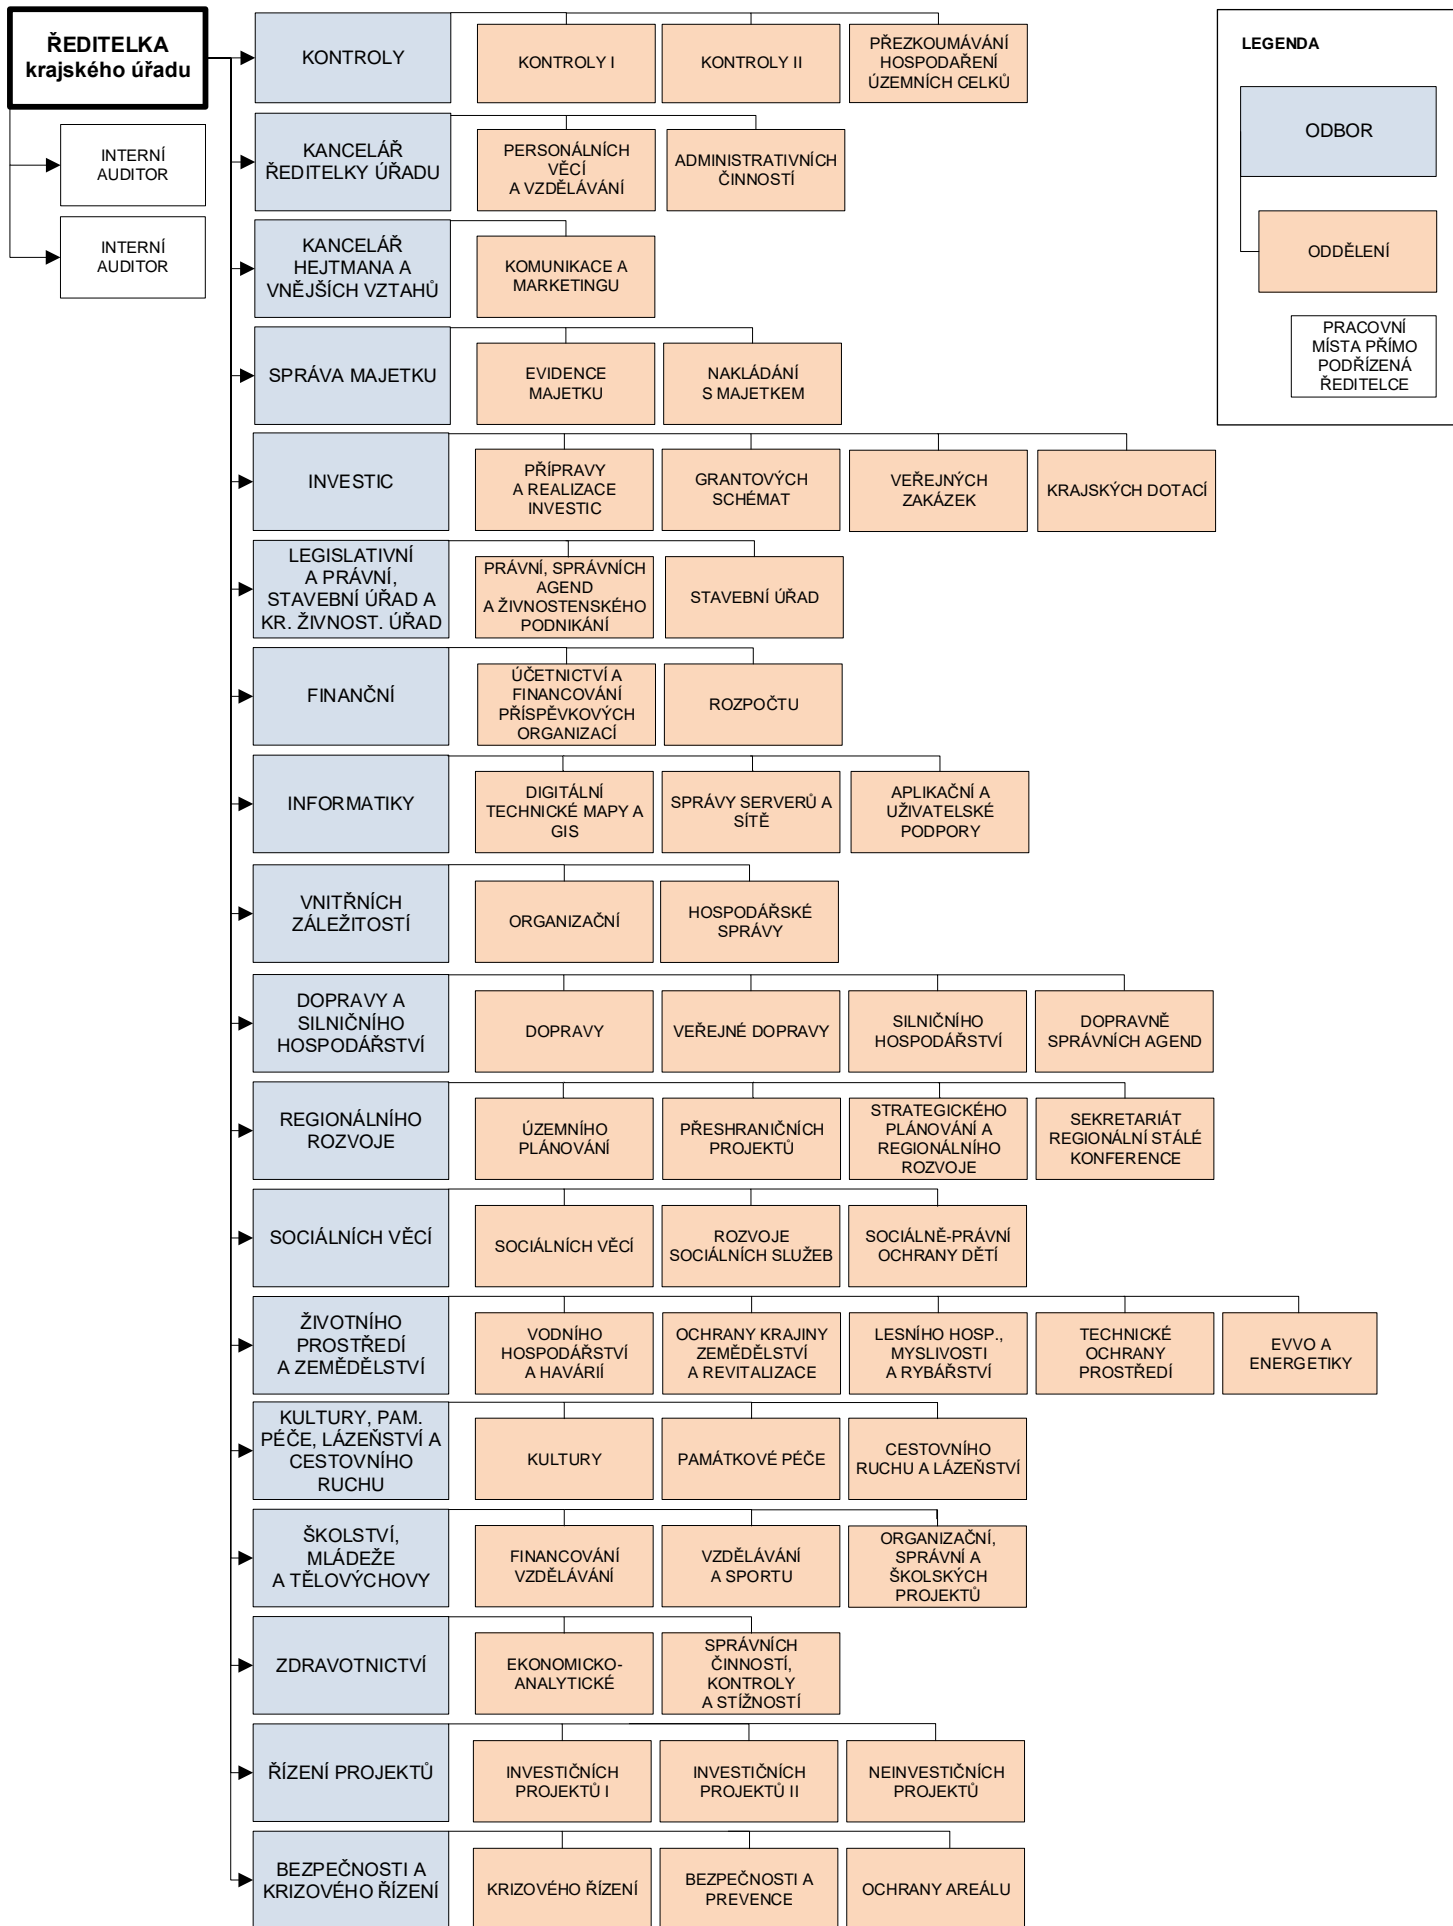 ŘEDITELKA
krajského úřadu
INTERNÍ
AUDITOR
INTERNÍ
AUDITOR
KONTROLY
KONTROLY I
KONTROLY II
PŘEZKOUMÁVÁNÍ
HOSPODAŘENÍ
ÚZEMNÍCH CELKŮ
LEGENDA
ODBOR
ODDĚLENÍ
PRACOVNÍ
MÍSTA PŘÍMO
PODŘÍZENÁ
ŘEDITELCE
KANCELÁŘ
ŘEDITELKY ÚŘADU
PERSONÁLNÍCH
VĚCÍ
A VZDĚLÁVÁNÍ
ADMINISTRATIVNÍCH
ČINNOSTÍ
KANCELÁŘ
HEJTMANA A
VNĚJŠÍCH VZTAHŮ
KOMUNIKACE A
MARKETINGU
SPRÁVA MAJETKU
EVIDENCE
MAJETKU
NAKLÁDÁNÍ
S MAJETKEM
INVESTIC
PŘÍPRAVY
A REALIZACE
INVESTIC
GRANTOVÝCH
SCHÉMAT
VEŘEJNÝCH
ZAKÁZEK
KRAJSKÝCH DOTACÍ
LEGISLATIVNÍ
A PRÁVNÍ,
STAVEBNÍ ÚŘAD A
KR. ŽIVNOST. ÚŘAD
PRÁVNÍ, SPRÁVNÍCH
AGEND
A ŽIVNOSTENSKÉHO
PODNIKÁNÍ
STAVEBNÍ ÚŘAD
FINANČNÍ
ÚČETNICTVÍ A
FINANCOVÁNÍ
PŘÍSPĚVKOVÝCH
ORGANIZACÍ
ROZPOČTU
INFORMATIKY
DIGITÁLNÍ
TECHNICKÉ MAPY A
GIS
SPRÁVY SERVERŮ A
SÍTĚ
APLIKAČNÍ A
UŽIVATELSKÉ
PODPORY
VNITŘNÍCH
ZÁLEŽITOSTÍ
ORGANIZAČNÍ
HOSPODÁŘSKÉ
SPRÁVY
DOPRAVY A
SILNIČNÍHO
HOSPODÁŘSTVÍ
DOPRAVY
VEŘEJNÉ DOPRAVY
SILNIČNÍHO
HOSPODÁŘSTVÍ
DOPRAVNĚ
SPRÁVNÍCH AGEND
REGIONÁLNÍHO
ROZVOJE
ÚZEMNÍHO
PLÁNOVÁNÍ
PŘESHRANIČNÍCH
PROJEKTŮ
STRATEGICKÉHO
PLÁNOVÁNÍ A
REGIONÁLNÍHO
ROZVOJE
SEKRETARIÁT
REGIONÁLNÍ STÁLÉ
KONFERENCE
SOCIÁLNÍCH VĚCÍ
SOCIÁLNÍCH VĚCÍ
ROZVOJE
SOCIÁLNÍCH SLUŽEB
SOCIÁLNĚ-PRÁVNÍ
OCHRANY DĚTÍ
ŽIVOTNÍHO
PROSTŘEDÍ
A ZEMĚDĚLSTVÍ
VODNÍHO
HOSPODÁŘSTVÍ
A HAVÁRIÍ
OCHRANY KRAJINY
ZEMĚDĚLSTVÍ
A REVITALIZACE
LESNÍHO HOSP.,
MYSLIVOSTI
A RYBÁŘSTVÍ
TECHNICKÉ
OCHRANY
PROSTŘEDÍ
EVVO A
ENERGETIKY
KULTURY, PAM.
PÉČE, LÁZEŇSTVÍ A
CESTOVNÍHO
RUCHU
KULTURY
PAMÁTKOVÉ PÉČE
CESTOVNÍHO
RUCHU A LÁZEŇSTVÍ
ŠKOLSTVÍ,
MLÁDEŽE
A TĚLOVÝCHOVY
FINANCOVÁNÍ
VZDĚLÁVÁNÍ
VZDĚLÁVÁNÍ
A SPORTU
ORGANIZAČNÍ,
SPRÁVNÍ A
ŠKOLSKÝCH
PROJEKTŮ
ZDRAVOTNICTVÍ
EKONOMICKO-
ANALYTICKÉ
SPRÁVNÍCH
ČINNOSTÍ,
KONTROLY
A STÍŽNOSTÍ
ŘÍZENÍ PROJEKTŮ
INVESTIČNÍCH
PROJEKTŮ I
INVESTIČNÍCH
PROJEKTŮ II
NEINVESTIČNÍCH
PROJEKTŮ
BEZPEČNOSTI A
KRIZOVÉHO ŘÍZENÍ
KRIZOVÉHO ŘÍZENÍ
BEZPEČNOSTI A
PREVENCE
OCHRANY AREÁLU